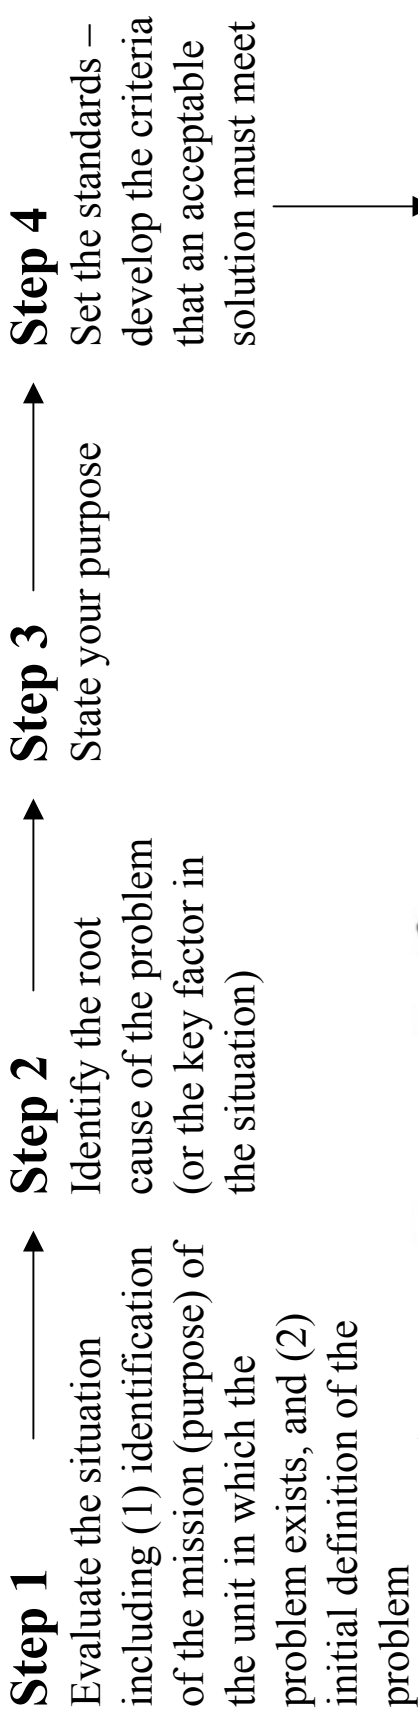 Step 1
Evaluate the situation
including (1) identification
of the mission (purpose) of
the unit in which the
problem exists, and (2)
initial definition of the
problem
Step 2
Identify the root
cause of the problem
(or the key factor in
the situation)
Step 3
State your purpose
Step 4
Set the standards –
develop the criteria
that an acceptable
solution must meet